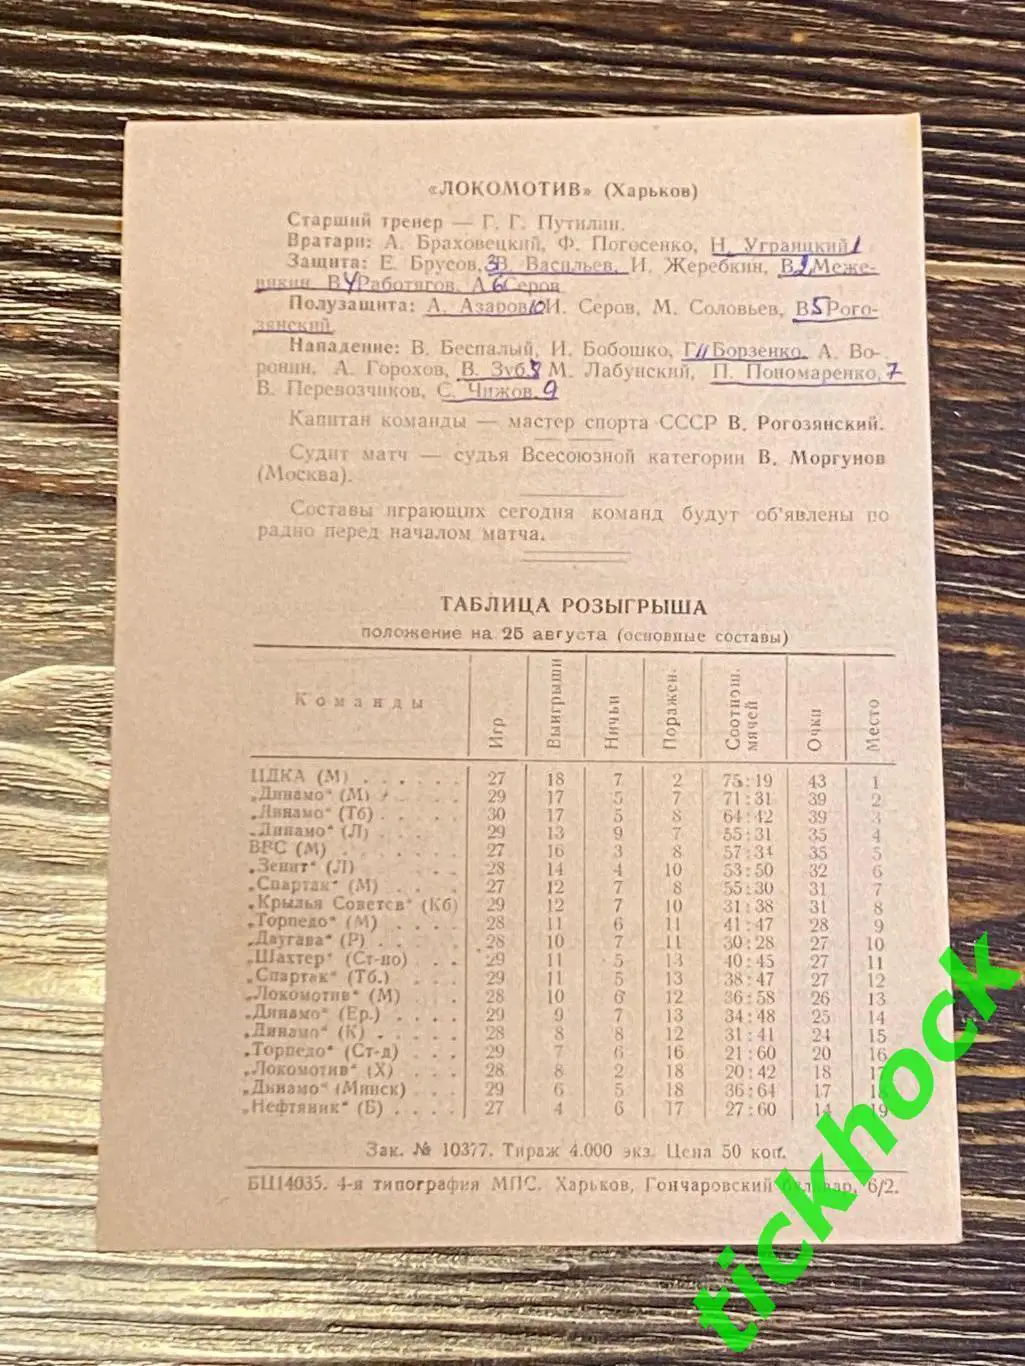 «ЛОКОМОТИВ» (Харьков)
Старший тренер — Г. Г. Путилин.
Вратари: А. Браховецкий, Ф. Погосенко, Н. Уграицкий 1
Защита: Е. Брусов, 3 В. Васильев, И. Жеребкин, В 2 Меже-
никин, В 4 Работягов, А 6 Серов
Полузащита: А. Азаров 10 И. Серов, М. Соловьев, В 5 Рого-
зянский
Нападение: В. Беспалый, И. Бобошко, Г 11 Борзенко, А. Во-
ронин, А. Горохов, В. Зуб, 8 М. Лабунский, П. Пономаренко, 7
В. Перевозчиков, С. Чижов. 9
Капитан команды — мастер спорта СССР В. Рогозянский.
Судит матч — судья Всесоюзной категории В. Моргунов
(Москва).
Составы играющих сегодня команд будут об'явлены по
радио перед началом матча.
ТАБЛИЦА РОЗЫГРЫША
положение на 25 августа (основные составы)
Команды Игр Выигрыши Ничьи Поражен. Соотнош. мячей Очки Место
ЦДКА (М) . . . . . 27 18 7 2 75:19 43 1
„Динамо“ (М) . . . . 29 17 5 7 71:31 39 2
„Динамо“ (Тб) . . . . 30 17 5 8 64:42 39 3
„Динамо“ (Л) . . . . 29 13 9 7 55:31 35 4
ВВС (М) . . . . . 27 16 3 8 57:34 35 5
„Зенит“ (Л) . . . . 28 14 4 10 53:50 32 6
„Спартак“ (М) . . . 27 12 7 8 55:30 31 7
„Крылья Советсв“ (Кб) 29 12 7 10 31:38 31 8
„Торпедо“ (М) . . . 28 11 6 11 41:47 28 9
„Даугава“ (Р) . . . 28 10 7 11 30:28 27 10
„Шахтер“ (Ст-но) . . . 29 11 5 13 40:45 27 11
„Спартак“ (Тб.) . . . 29 11 5 13 38:47 27 12
„Локомотив“ (М) . . . 28 10 6 12 36:58 26 13
„Динамо“ (Ер.) . . . . 29 9 7 13 34:48 25 14
„Динамо“ (К) . . . . 28 8 8 12 31:41 24 15
„Торпедо“ (Ст-д) . . . 29 7 6 16 21:60 20 16
„Локомотив“ (Х) . . . 28 8 2 18 20:42 18 17
„Динамо“ (Минск) . . 29 6 5 18 36:64 17 18
„Нефтяник“ (Б) . . . . 27 4 6 17 27:60 14 19
Зак. № 10377. Тираж 4.000 экз. Цена 50 коп.
БЦ14035. 4-я типография МПС. Харьков, Гончаровский бульвар, 6/2.
tickhock